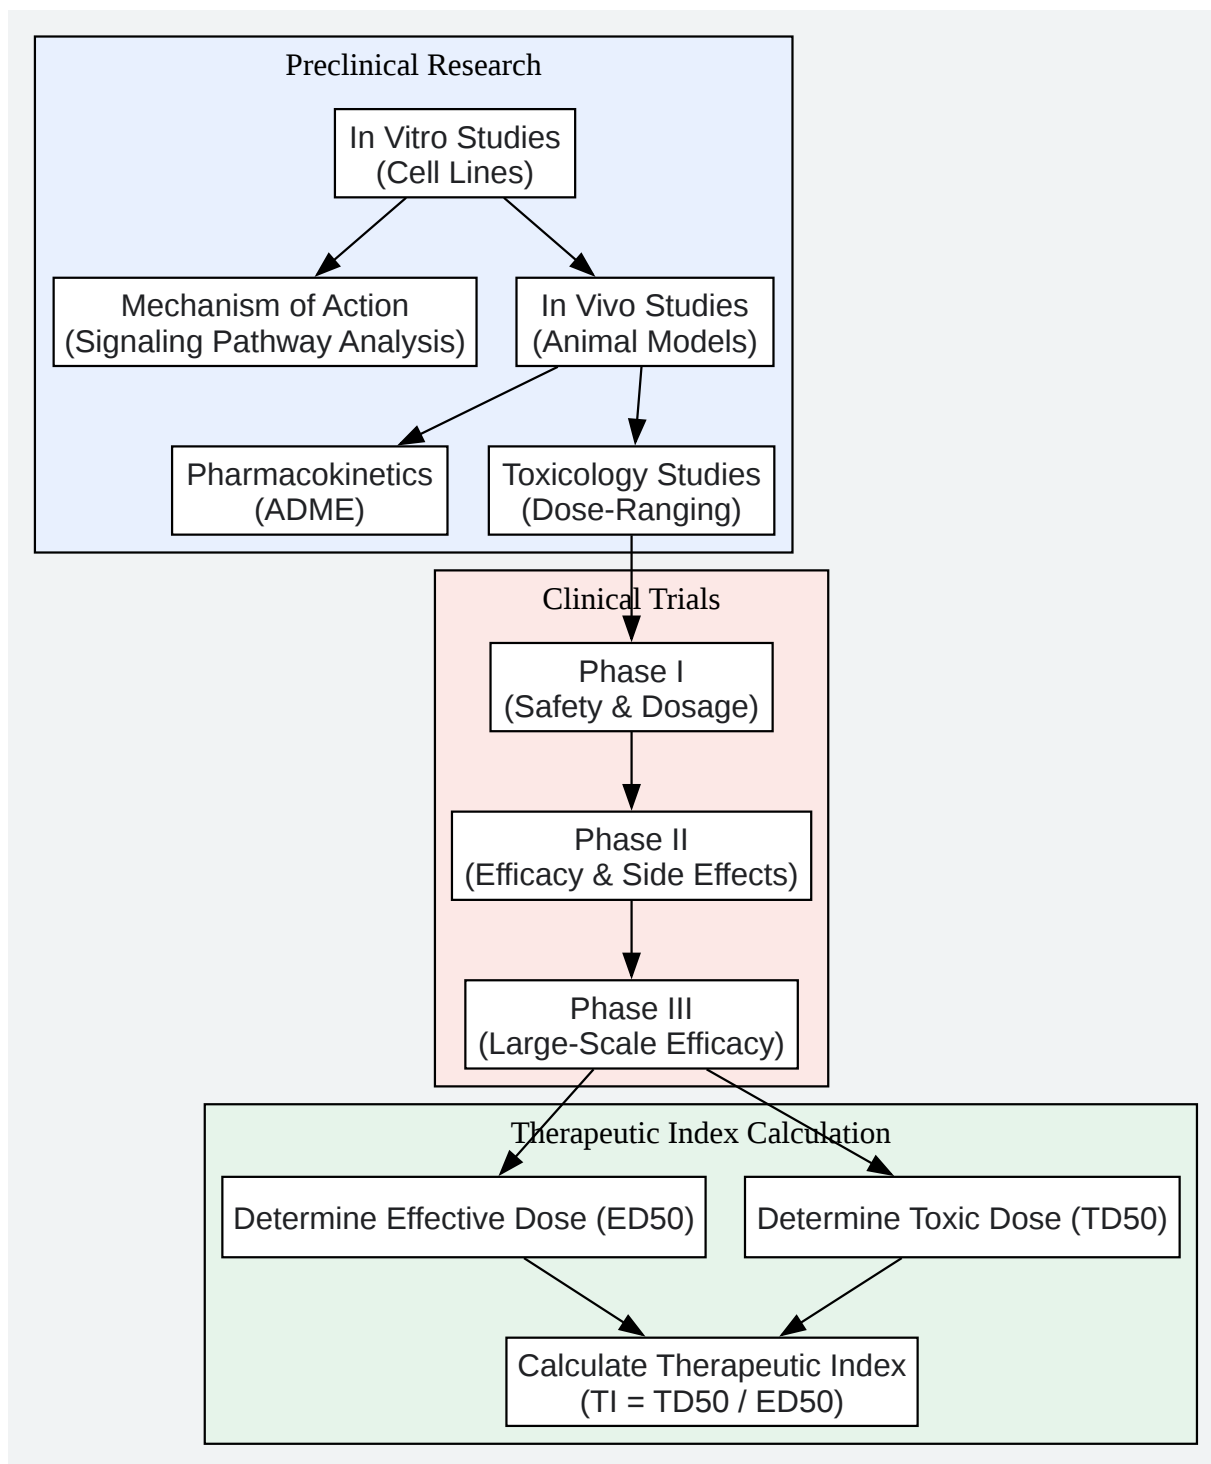 Preclinical Research
In Vitro Studies
(Cell Lines)
Mechanism of Action
(Signaling Pathway Analysis)
In Vivo Studies
(Animal Models)
Pharmacokinetics
(ADME)
Toxicology Studies
(Dose-Ranging)
Clinical Trials
Phase I
(Safety & Dosage)
Phase II
(Efficacy & Side Effects)
Phase III
(Large-Scale Efficacy)
Therapeutic Index Calculation
Determine Effective Dose (ED50)
Determine Toxic Dose (TD50)
Calculate Therapeutic Index
(TI = TD50 / ED50)